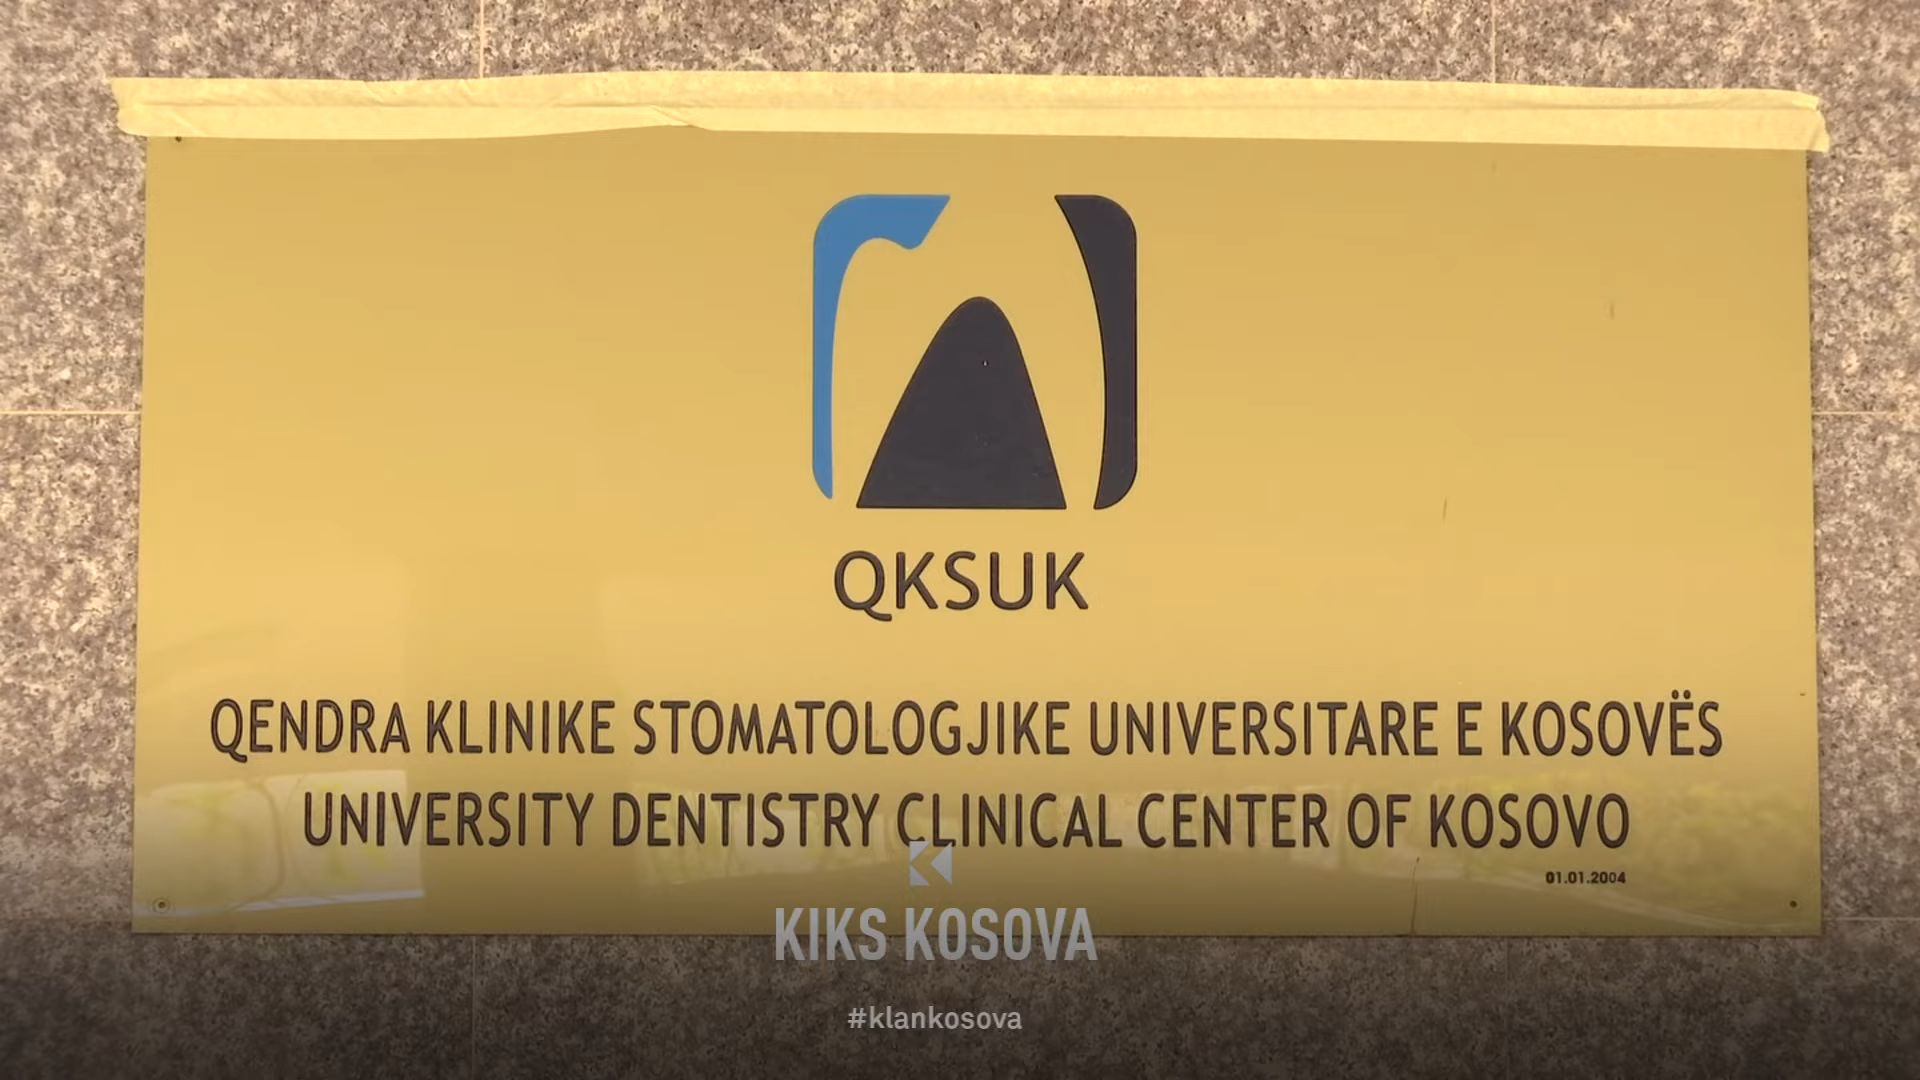 QKSUK
QENDRA KLINIKE STOMATOLOGJIKE UNIVERSITARE E KOSOVËS
UNIVERSITY DENTISTRY CLINICAL CENTER OF KOSOVO
01.01.2004
KIKS KOSOVA
#klankosova